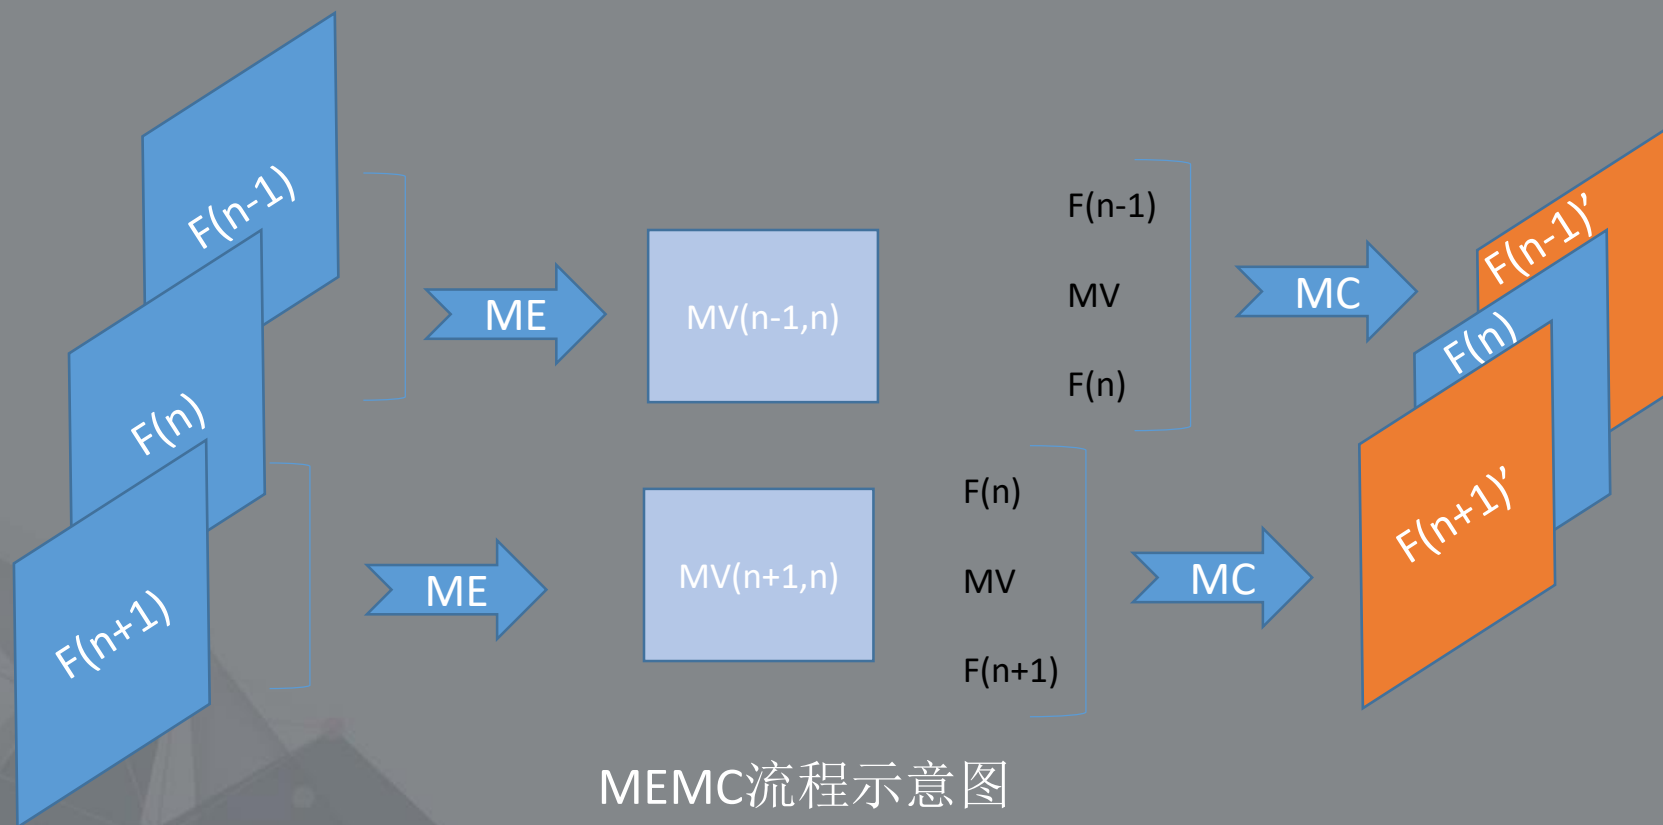 F(n-1)
F(n)
F(n+1)
ME
MV(n-1,n)
F(n-1)
MV
F(n)
MC
ME
MV(n+1,n)
F(n)
MV
F(n+1)
MC
F(n-1)’
F(n)
F(n+1)’
MEMC流程示意图